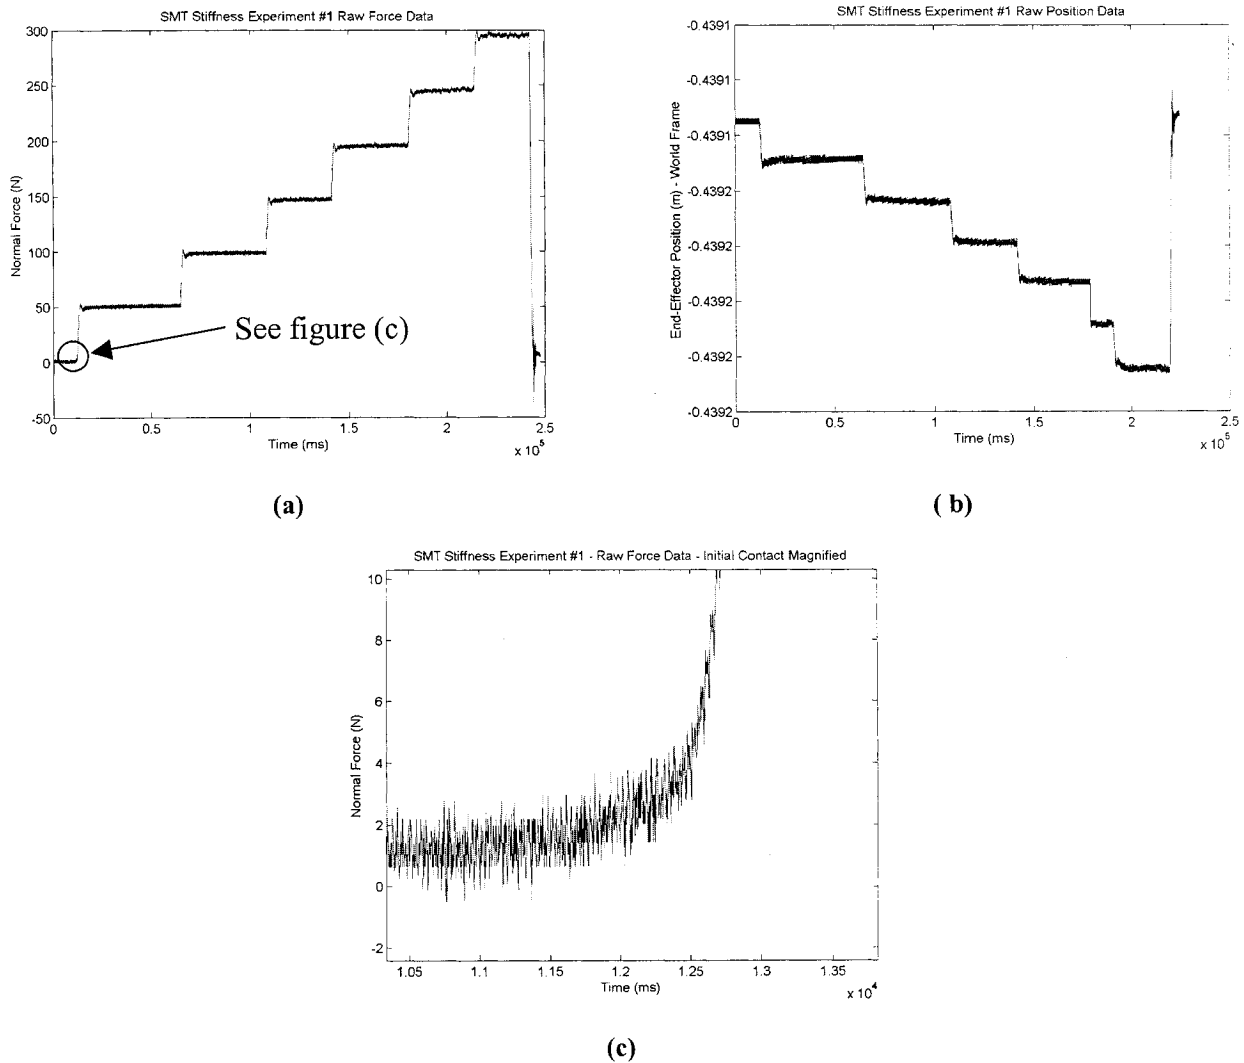 SMT Stiffness Experiment #1 Raw Force Data
300
250
200
150
100
50
0
-50
Normal Force (N)
See figure (c)
0 0.5 1 1.5 2 2.5
Time (ms)
x 10^5
(a)
SMT Stiffness Experiment #1 Raw Position Data
-0.4391
-0.4391
-0.4391
-0.4392
-0.4392
-0.4392
-0.4392
-0.4392
End-Effector Position (m) - World Frame
0 0.5 1 1.5 2 2.5
Time (ms)
x 10^5
( b)
SMT Stiffness Experiment #1 - Raw Force Data - Initial Contact Magnified
10
8
6
4
2
0
-2
Normal Force (N)
1.05 1.1 1.15 1.2 1.25 1.3 1.35
Time (ms)
x 10^4
(c)